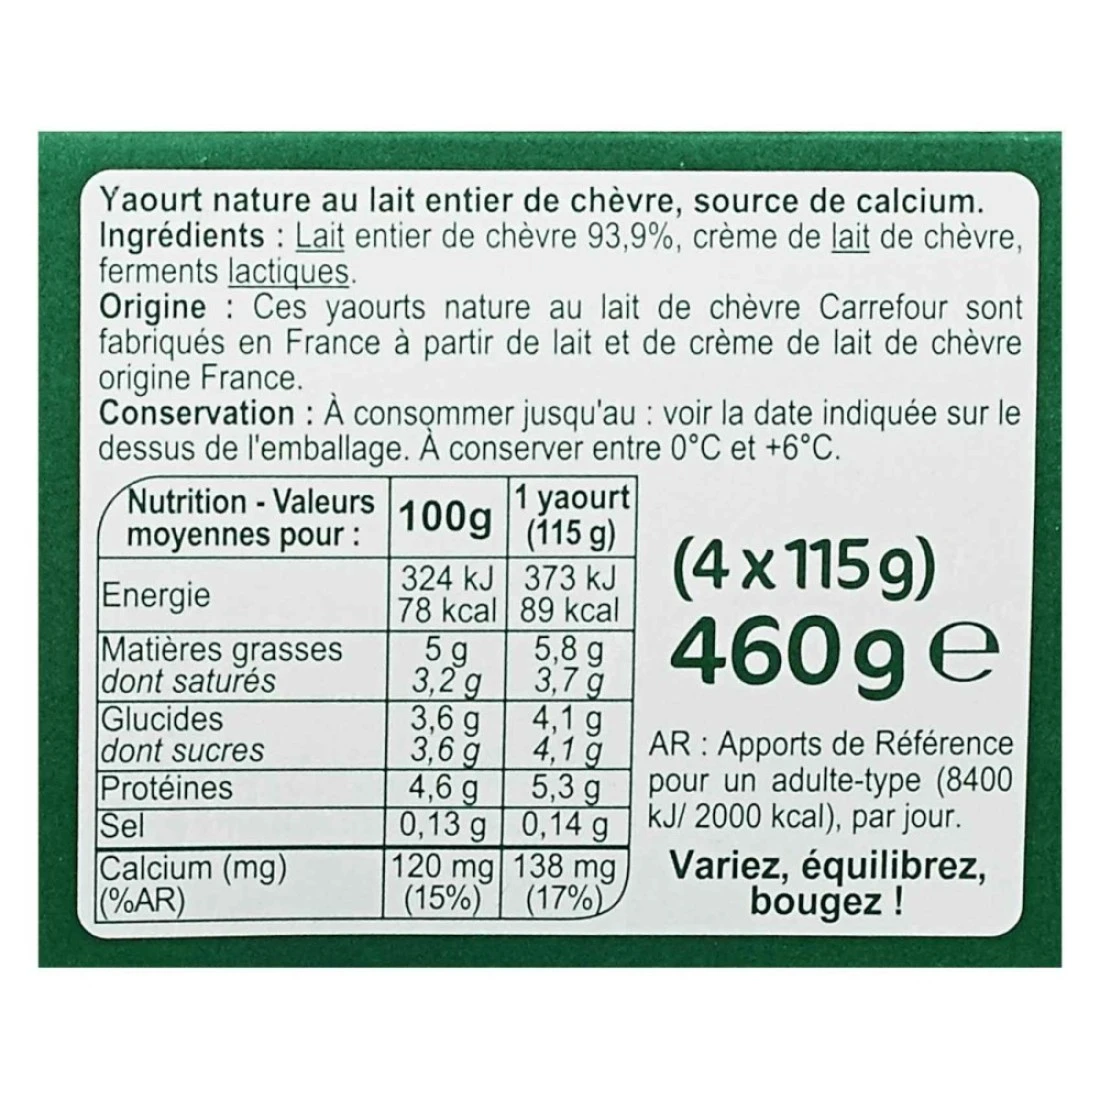 Yaourt nature au lait entier de chèvre, source de calcium.
Ingrédients : Lait entier de chèvre 93,9%, crème de lait de chèvre,
ferments lactiques.
Origine : Ces yaourts nature au lait de chèvre Carrefour sont
fabriqués en France à partir de lait et de crème de lait de chèvre
origine France.
Conservation : À consommer jusqu'au : voir la date indiquée sur le
dessus de l'emballage. À conserver entre 0°C et +6°C.
Nutrition - Valeurs moyennes pour : 100g 1 yaourt (115 g)
Energie 324 kJ 373 kJ
78 kcal 89 kcal
Matières grasses 5 g 5,8 g
dont saturés 3,2 g 3,7 g
Glucides 3,6 g 4,1 g
dont sucres 3,6 g 4,1 g
Protéines 4,6 g 5,3 g
Sel 0,13 g 0,14 g
Calcium (mg) 120 mg 138 mg
(%AR) (15%) (17%)
(4x115g)
460g e
AR : Apports de Référence
pour un adulte-type (8400
kJ/ 2000 kcal), par jour.
Variez, équilibrez,
bougez !